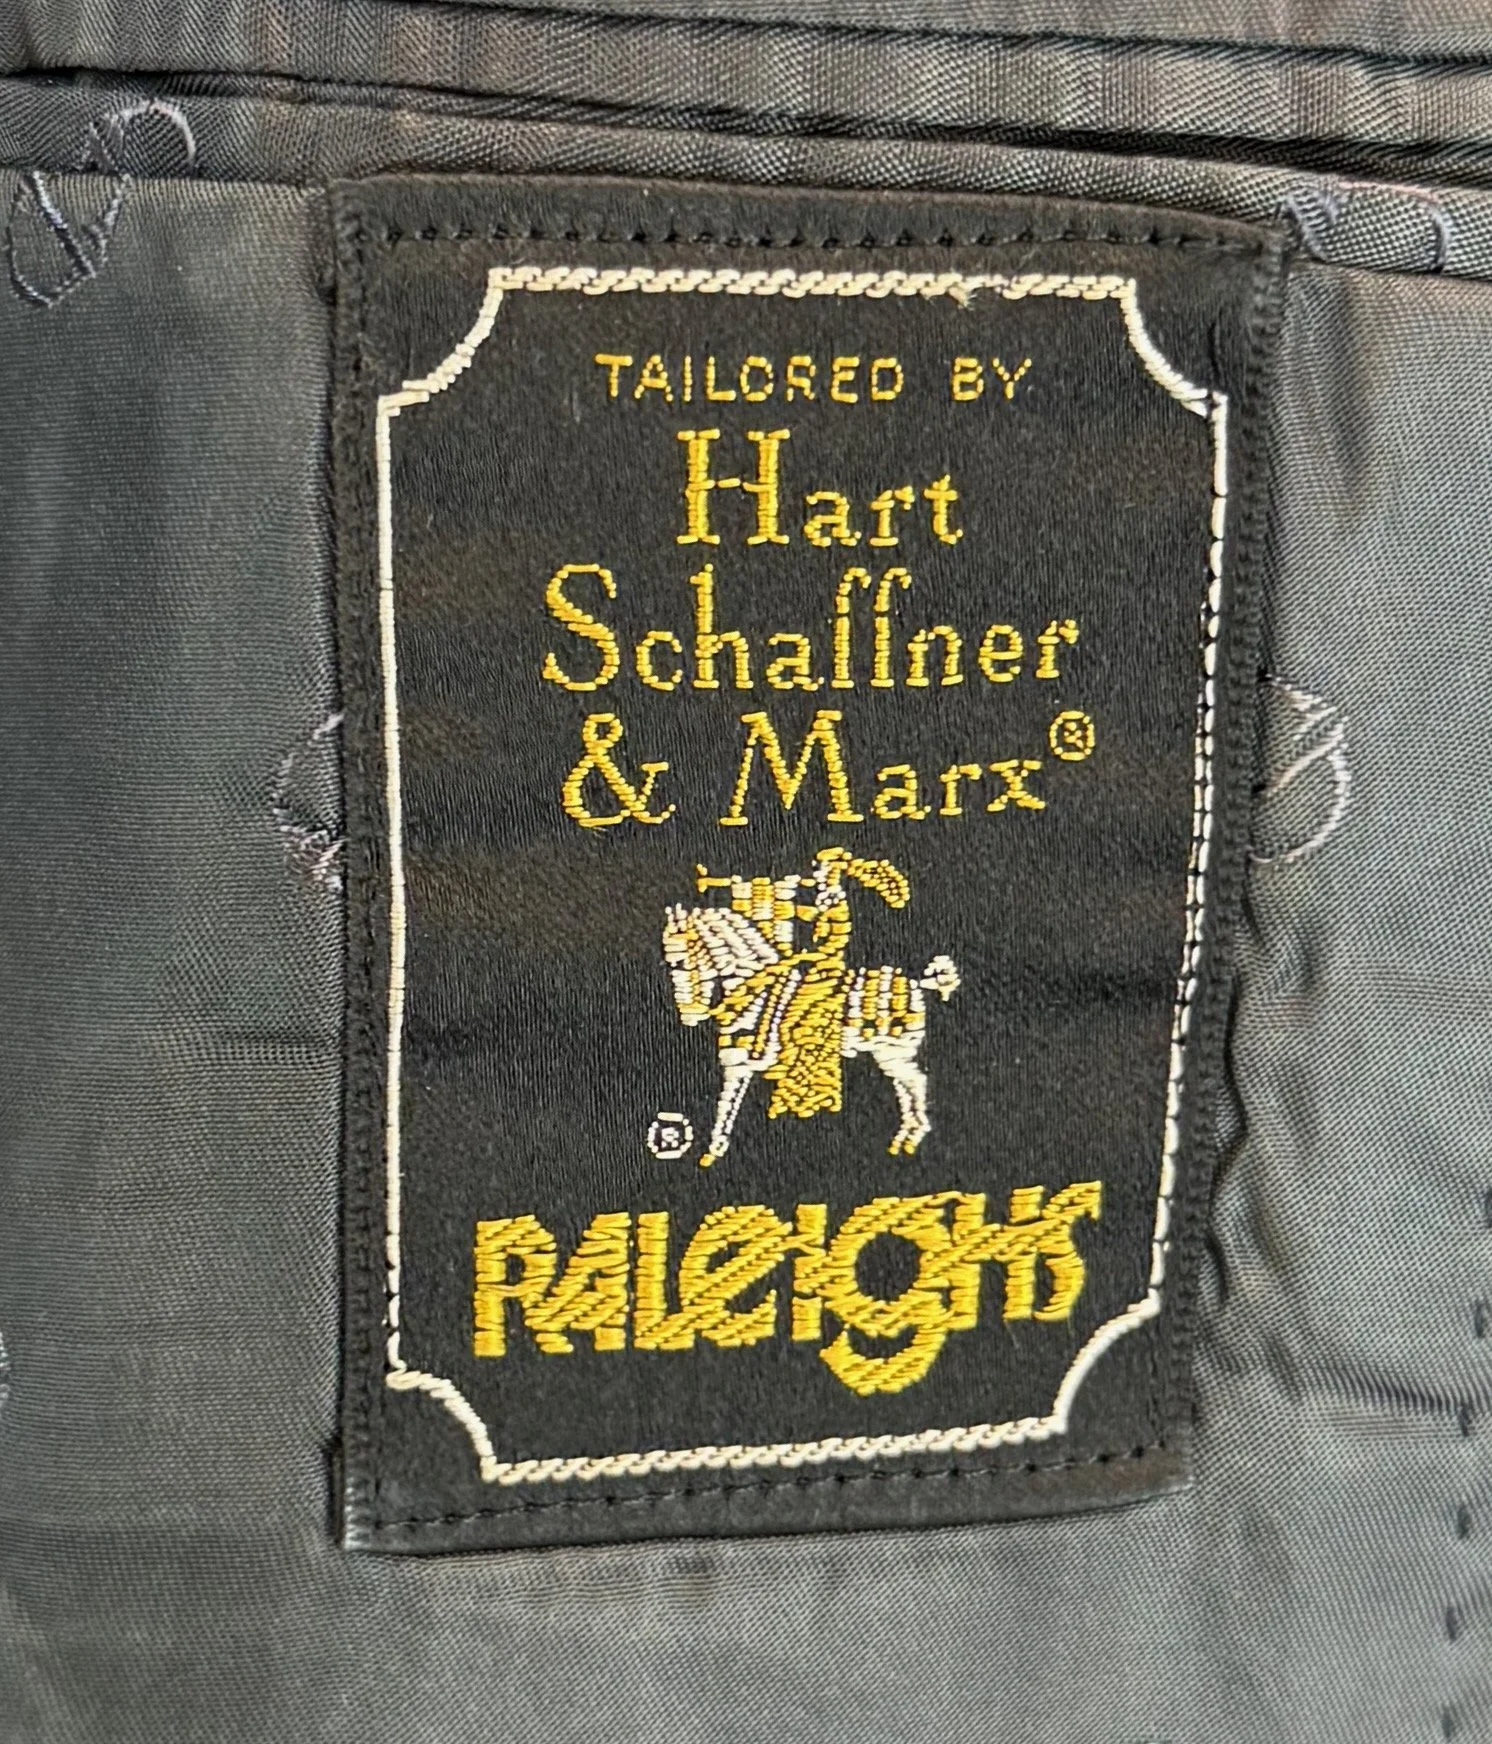 TAILORED BY
Hart
Schaffner
& Marx®
®
RALEIGHS